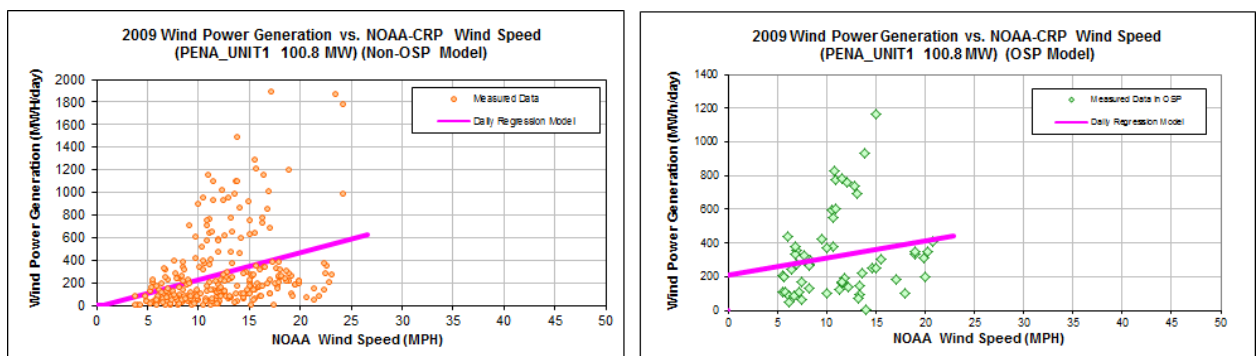 2009 Wind Power Generation vs. NOAA-CRP Wind Speed
(PENA_UNIT1 100.8 MW) (Non-OSP Model)
Wind Power Generation (MWH/day)
2000
1800
1600
1400
1200
1000
800
600
400
200
0
Measured Data
Daily Regression Model
0 5 10 15 20 25 30 35 40 45 50
NOAA Wind Speed (MPH)
2009 Wind Power Generation vs. NOAA-CRP Wind Speed
(PENA_UNIT1 100.8 MW) (OSP Model)
Wind Power Generation (MWh/day)
1400
1200
1000
800
600
400
200
0
Measured Data in OSP
Daily Regression Model
0 5 10 15 20 25 30 35 40 45 50
NOAA Wind Speed (MPH)